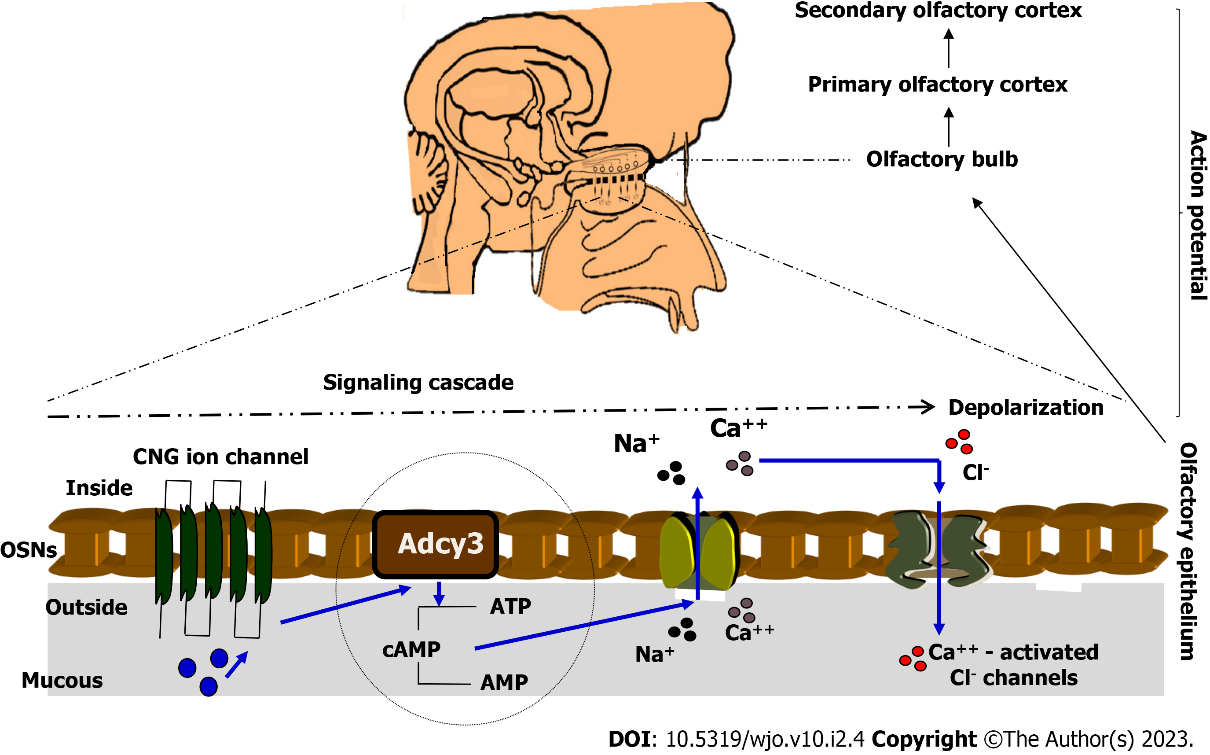 Secondary olfactory cortex
Primary olfactory cortex
Olfactory bulb
Action potential
Signaling cascade
Depolarization
Na⁺
Ca⁺⁺
Cl⁻
CNG ion channel
Inside
OSNs
Adcy3
Outside
ATP
cAMP
AMP
Mucous
Na⁺
Ca⁺⁺
Ca⁺⁺ - activated
Cl⁻ channels
Olfactory epithelium
DOI: 10.5319/wjo.v10.i2.4 Copyright ©The Author(s) 2023.